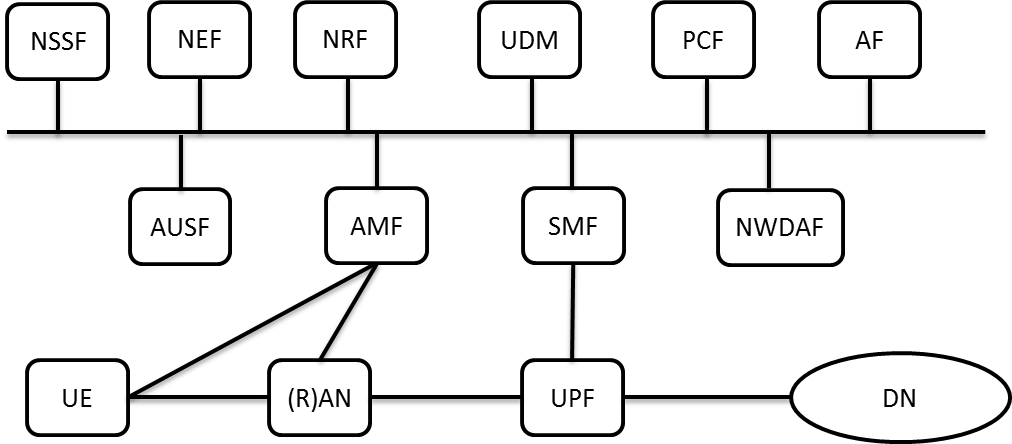 NSSF
NEF
NRF
UDM
PCF
AF
AUSF
AMF
SMF
NWDAF
UE
(R)AN
UPF
DN